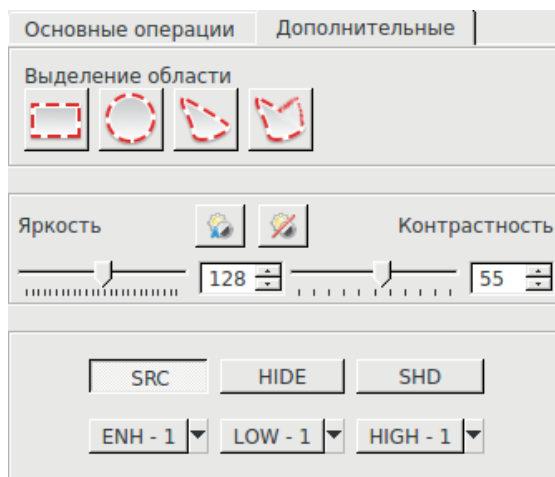 Основные операции Дополнительные
Выделение области
Яркость Контрастность
128 55
SRC HIDE SHD
ENH - 1 LOW - 1 HIGH - 1